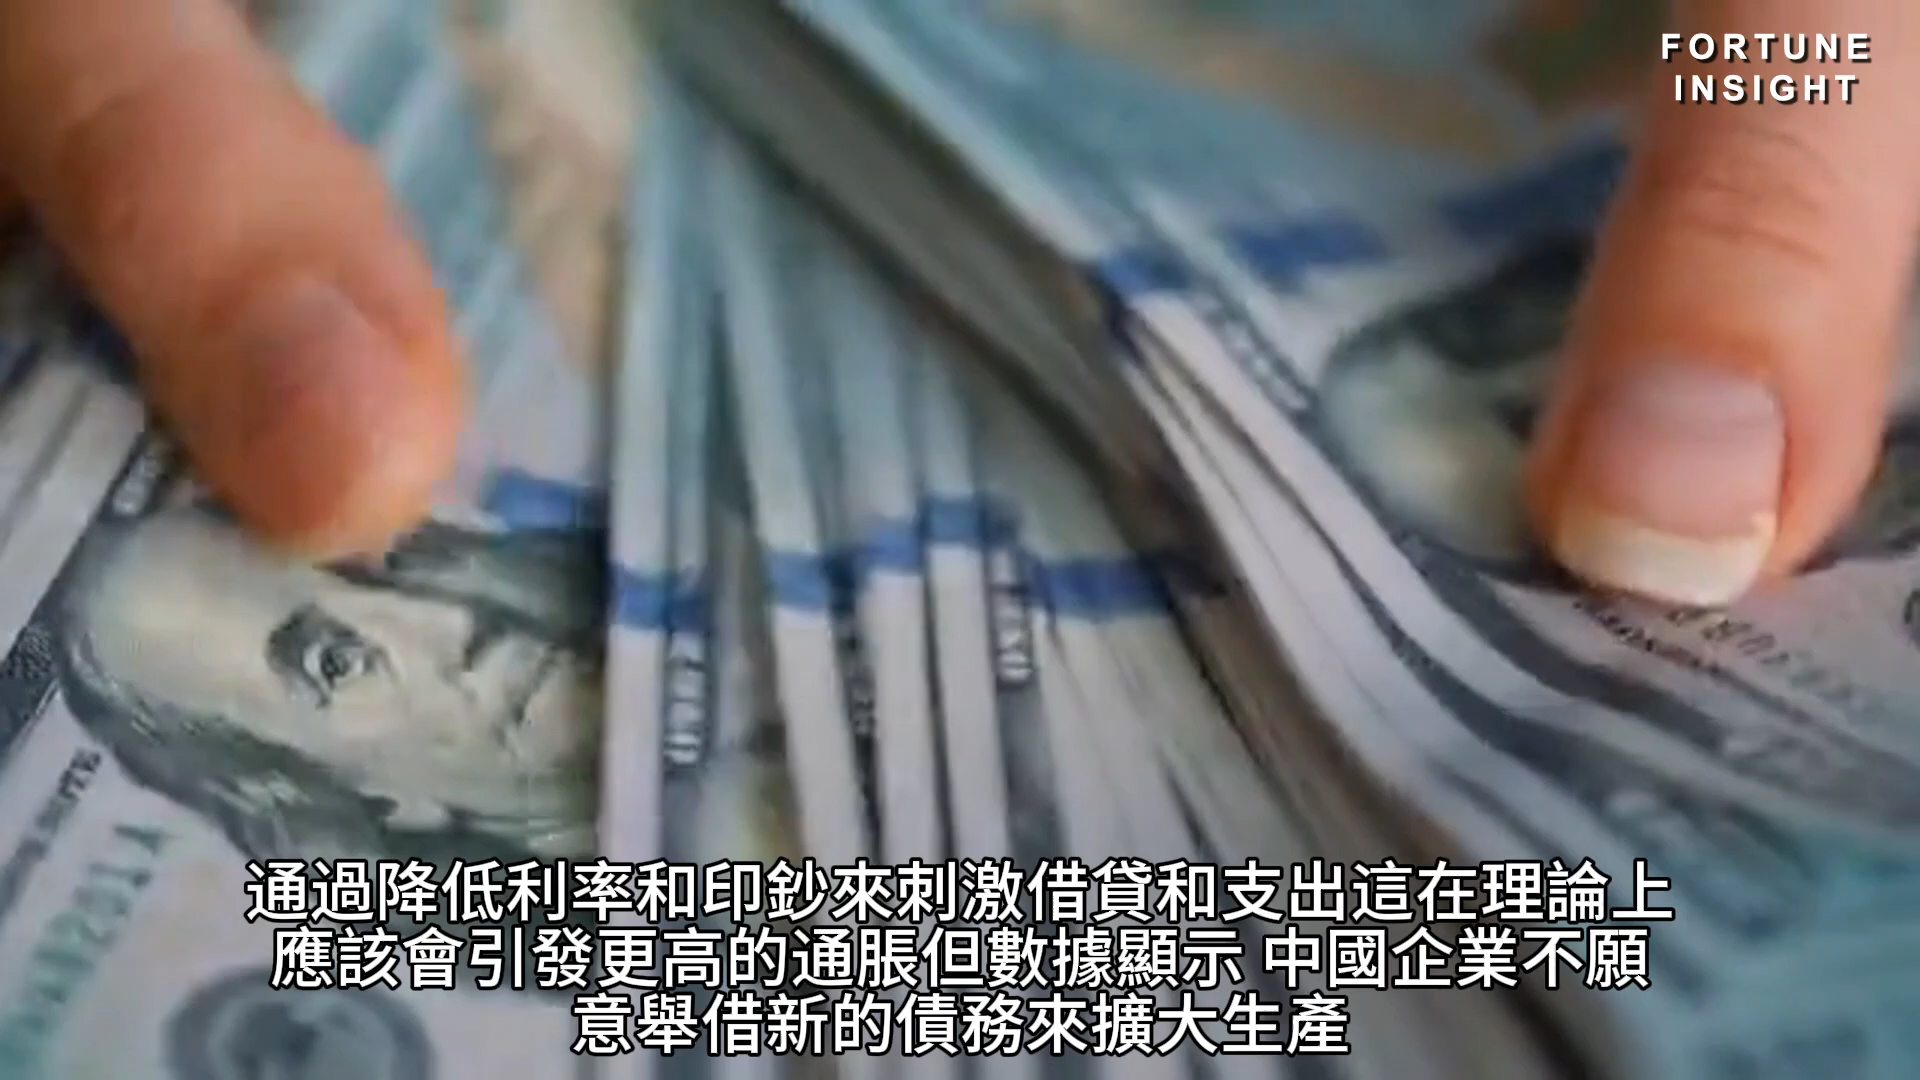 FORTUNE
INSIGHT
通過降低利率和印鈔來刺激借貸和支出這在理論上
應該會引發更高的通脹但數據顯示 中國企業不願
意舉借新的債務來擴大生產